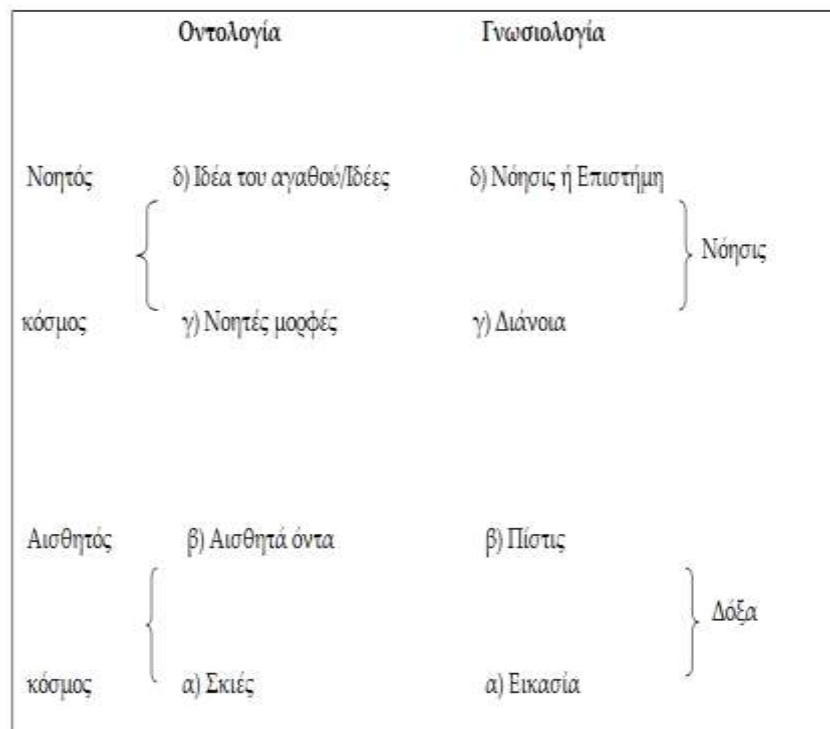 Οντολογία Γνωσιολογία
Νοητός δ) Ιδέα του αγαθού/Ιδέες δ) Νόησις ή Επιστήμη
Νόησις
κόσμος γ) Νοητές μορφές γ) Διάνοια
Αισθητός β) Αισθητά όντα β) Πίστις
Δόξα
κόσμος α) Σκιές α) Εικασία